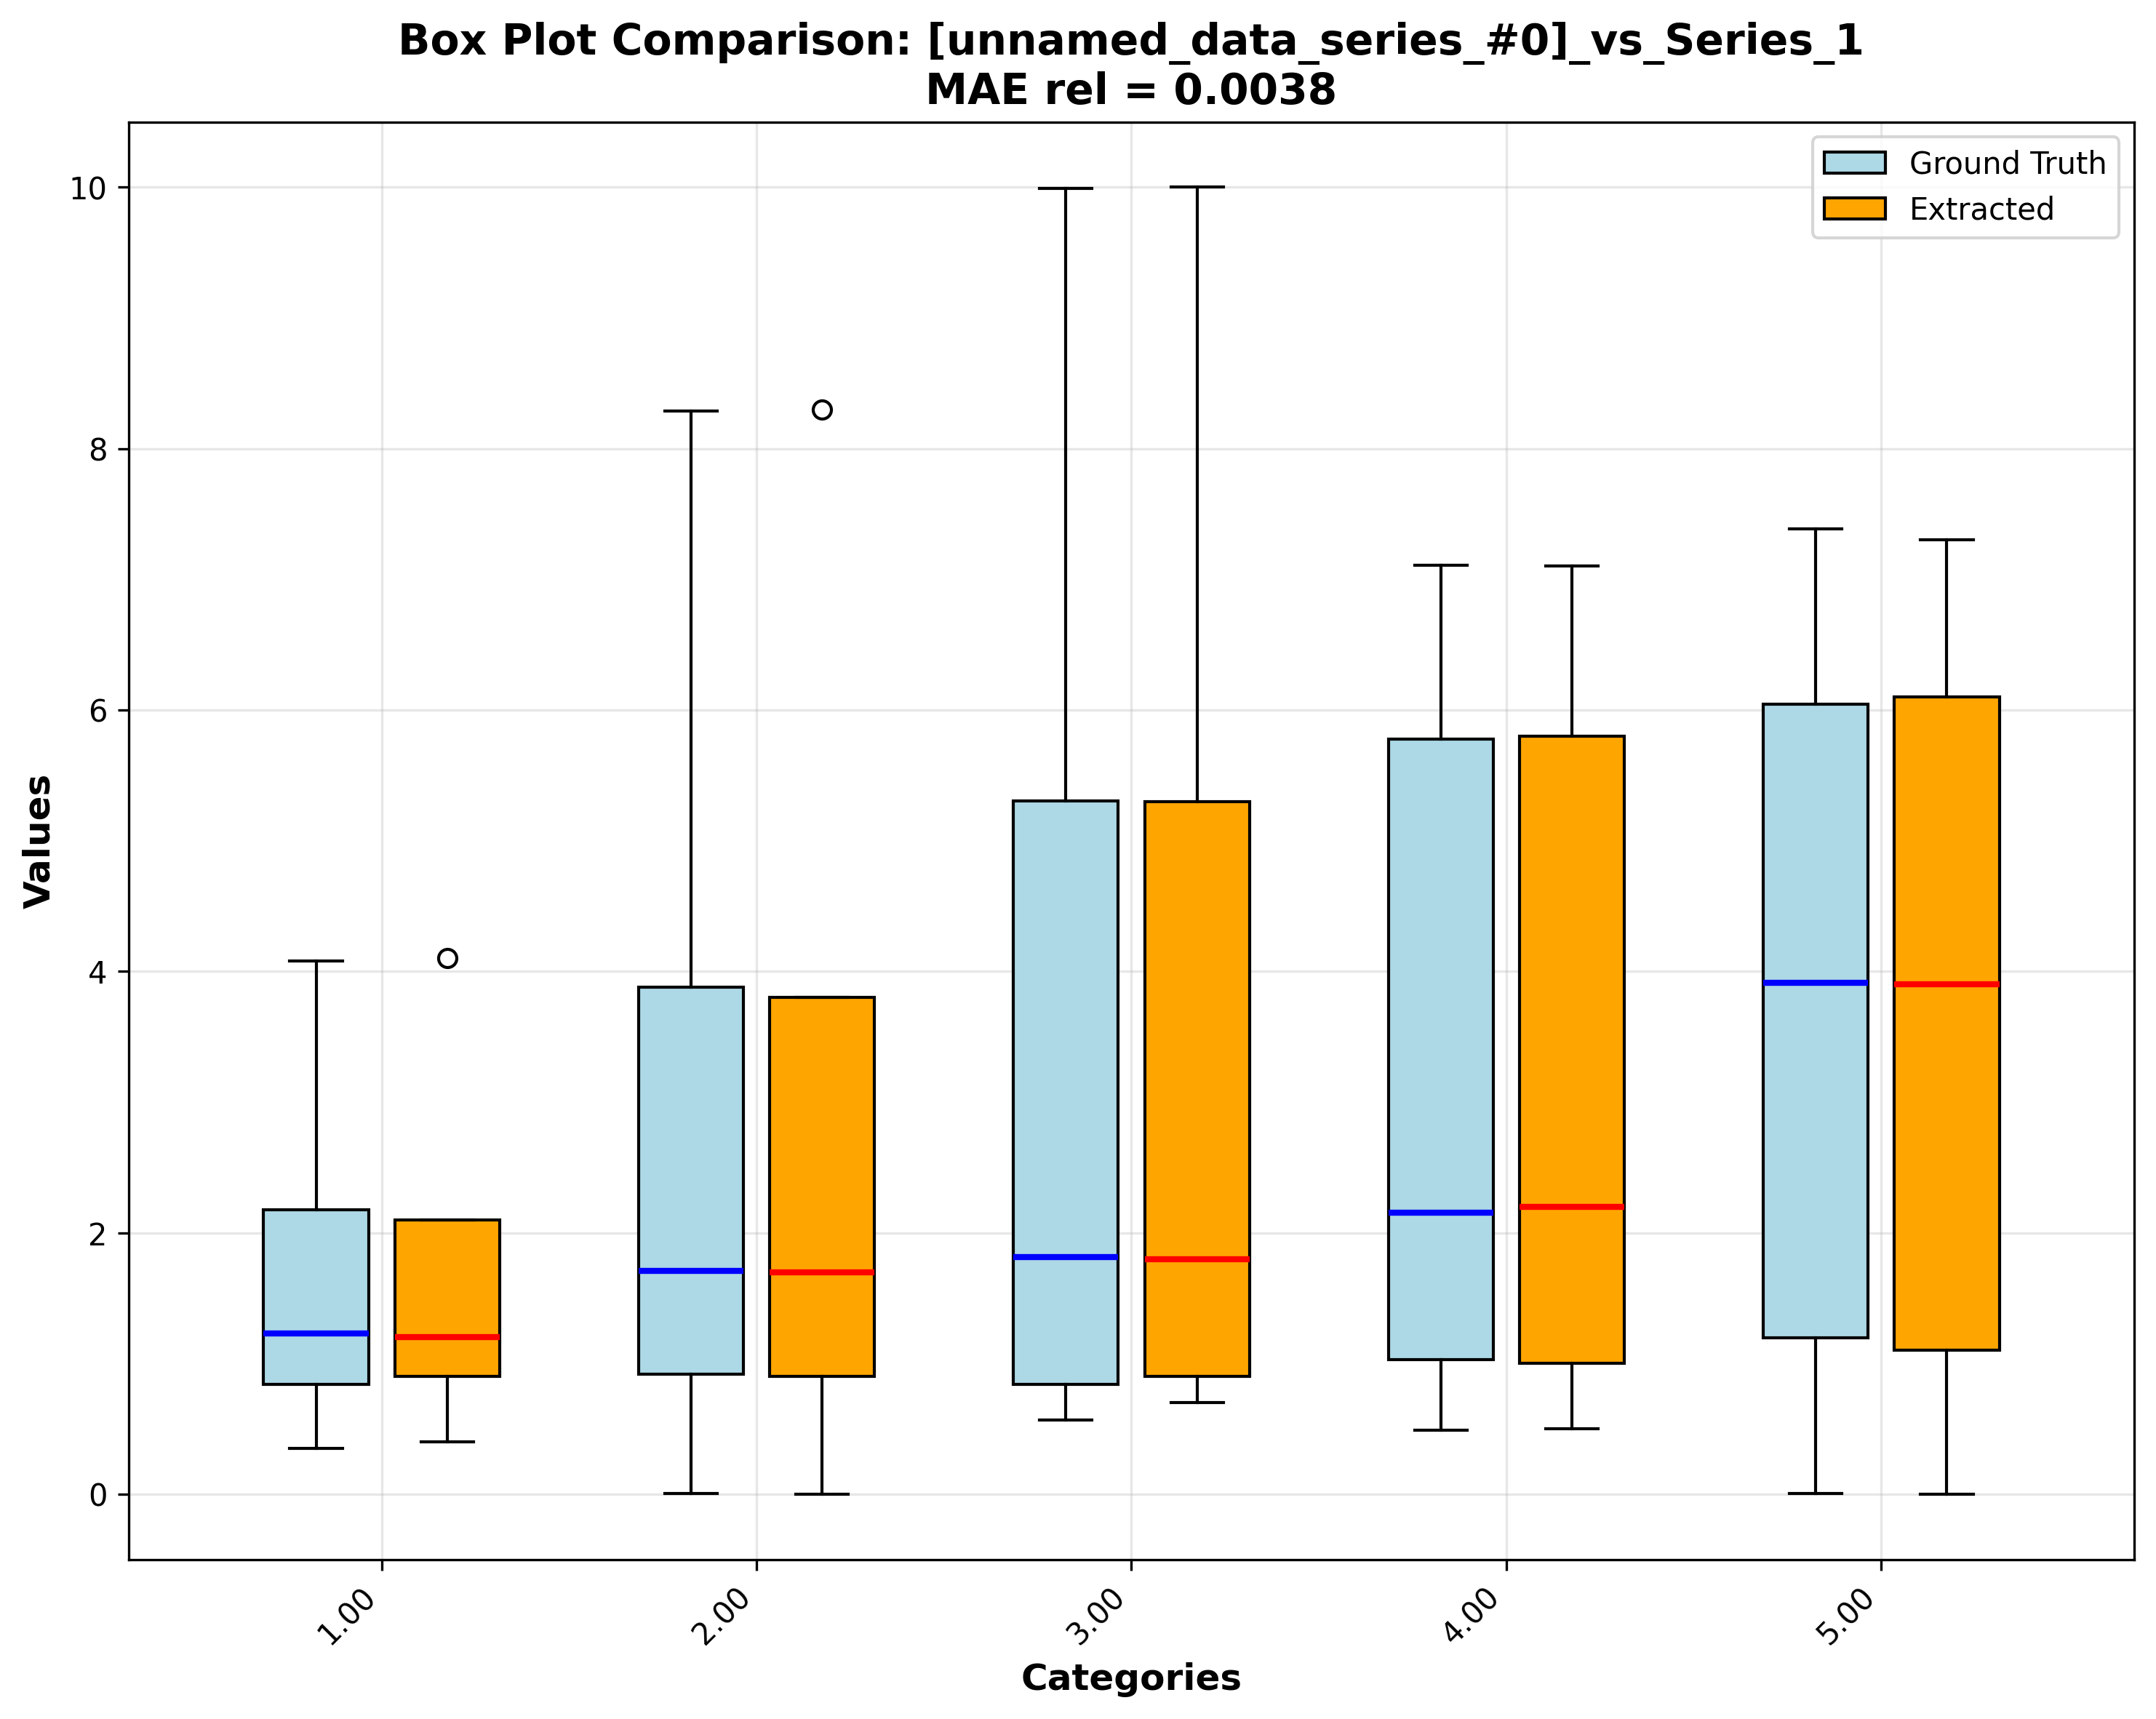 Box Plot Comparison: [unnamed_data_series_#0]_vs_Series_1
MAE rel = 0.0038
Ground Truth
Extracted
10
8
6
4
2
0
Values
1.00
2.00
3.00
4.00
5.00
Categories